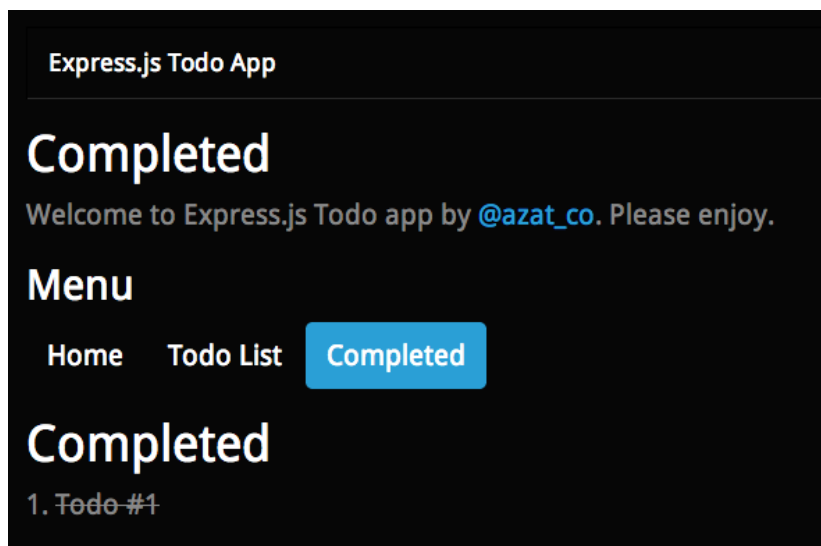 Express.js Todo App
Completed
Welcome to Express.js Todo app by @azat_co. Please enjoy.
Menu
Home Todo List Completed
Completed
1. Todo #1